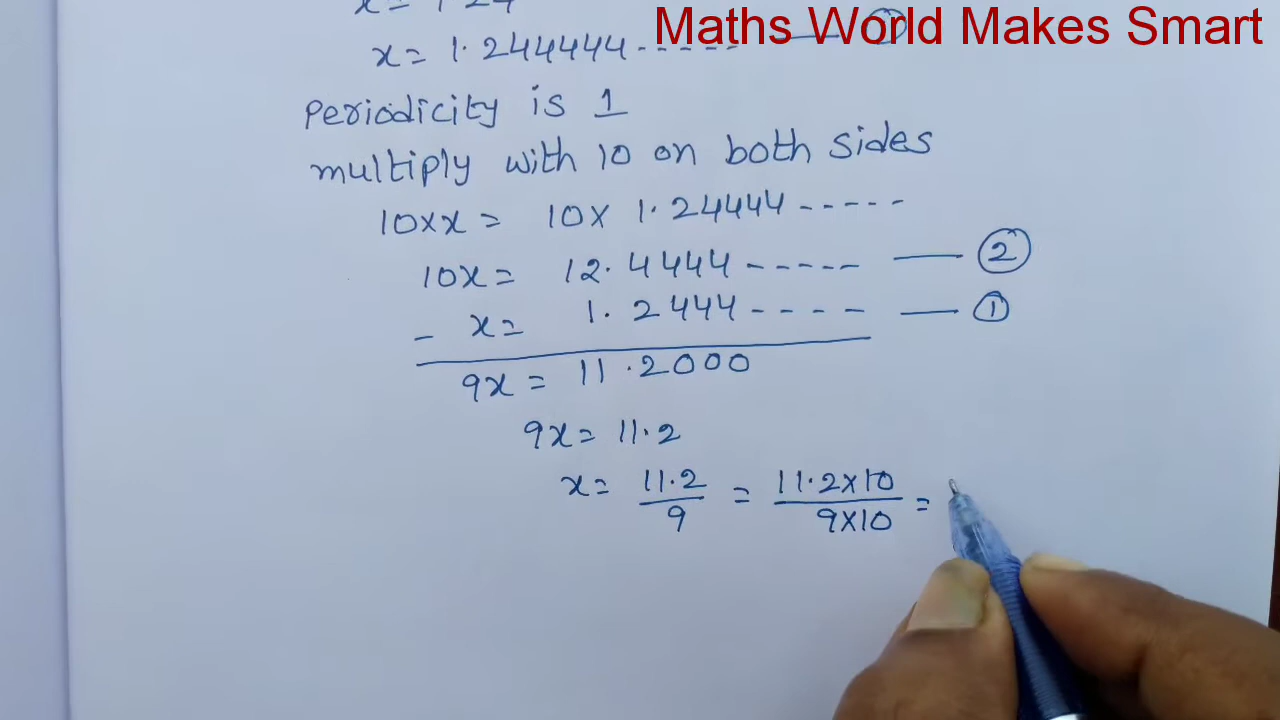 x = 1.24
Maths World Makes Smart
x = 1.244444 - - - - -
Periodicity is 1
multiply with 10 on both sides
10×x = 10× 1.24444 - - - - -
10x = 12.4444 - - - - - —— 2
- x = 1.2444 - - - - —— 1
9x = 11.2000
9x = 11.2
x = 11.2/9 = 11.2×10/9×10 =